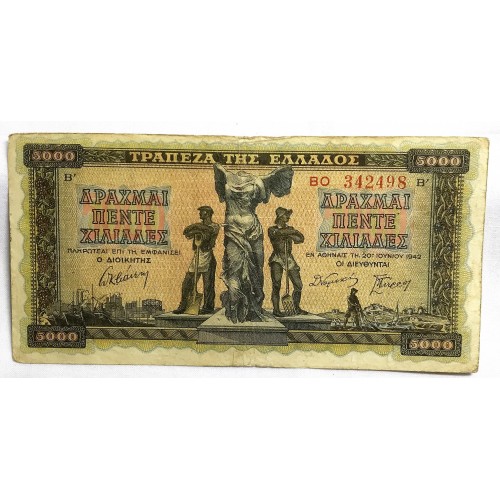 5000 ΤΡΑΠΕΖΑ ΤΗΣ ΕΛΛΑΔΟΣ 5000
Β' ΒΟ 342498 Β'
ΔΡΑΧΜΑΙ
ΠΕΝΤΕ
ΧΙΛΙΑΔΕΣ
ΠΛΗΡΩΤΕΑΙ ΕΠΙ ΤΗ ΕΜΦΑΝΙΣΕΙ
Ο ΔΙΟΙΚΗΤΗΣ
ΔΡΑΧΜΑΙ
ΠΕΝΤΕ
ΧΙΛΙΑΔΕΣ
ΕΝ ΑΘΗΝΑΙΣ ΤΗ, 20ῌ ΙΟΥΝΙΟΥ 1942
ΟΙ ΔΙΕΥΘΥΝΤΑΙ
5000 5000